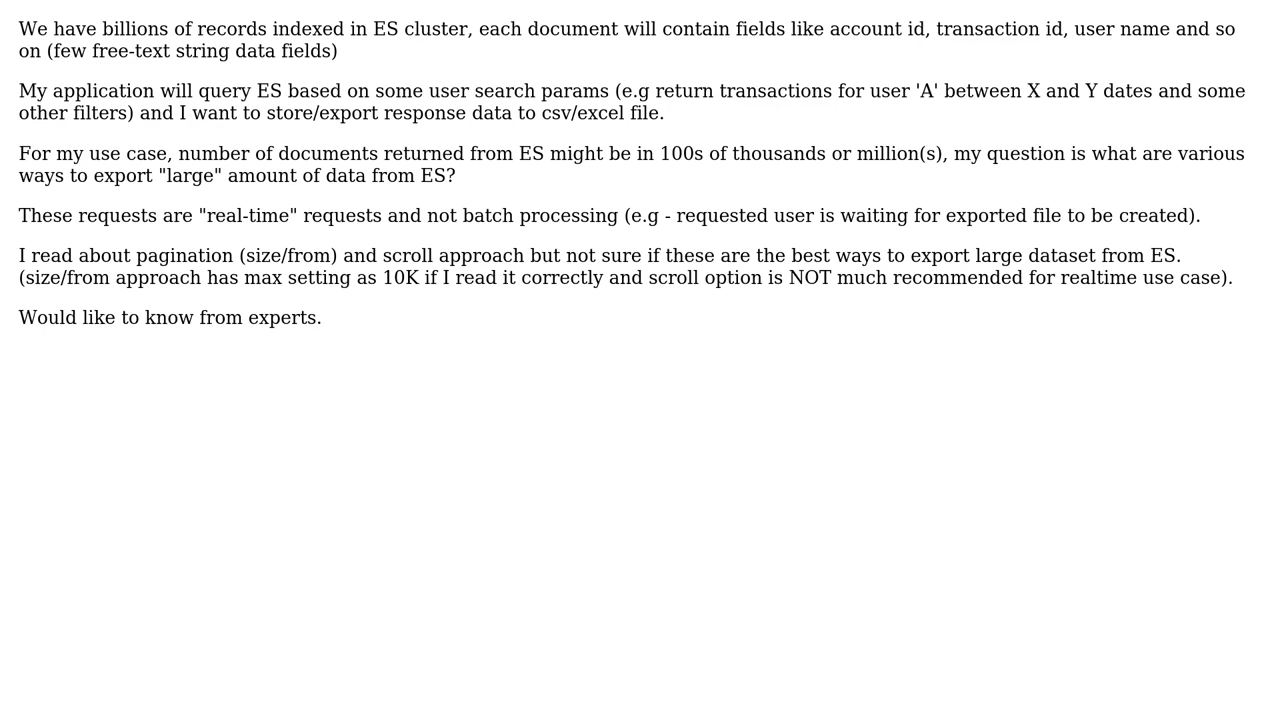 We have billions of records indexed in ES cluster, each document will contain fields like account id, transaction id, user name and so
on (few free-text string data fields)
My application will query ES based on some user search params (e.g return transactions for user 'A' between X and Y dates and some
other filters) and I want to store/export response data to csv/excel file.
For my use case, number of documents returned from ES might be in 100s of thousands or million(s), my question is what are various
ways to export "large" amount of data from ES?
These requests are "real-time" requests and not batch processing (e.g - requested user is waiting for exported file to be created).
I read about pagination (size/from) and scroll approach but not sure if these are the best ways to export large dataset from ES.
(size/from approach has max setting as 10K if I read it correctly and scroll option is NOT much recommended for realtime use case).
Would like to know from experts.